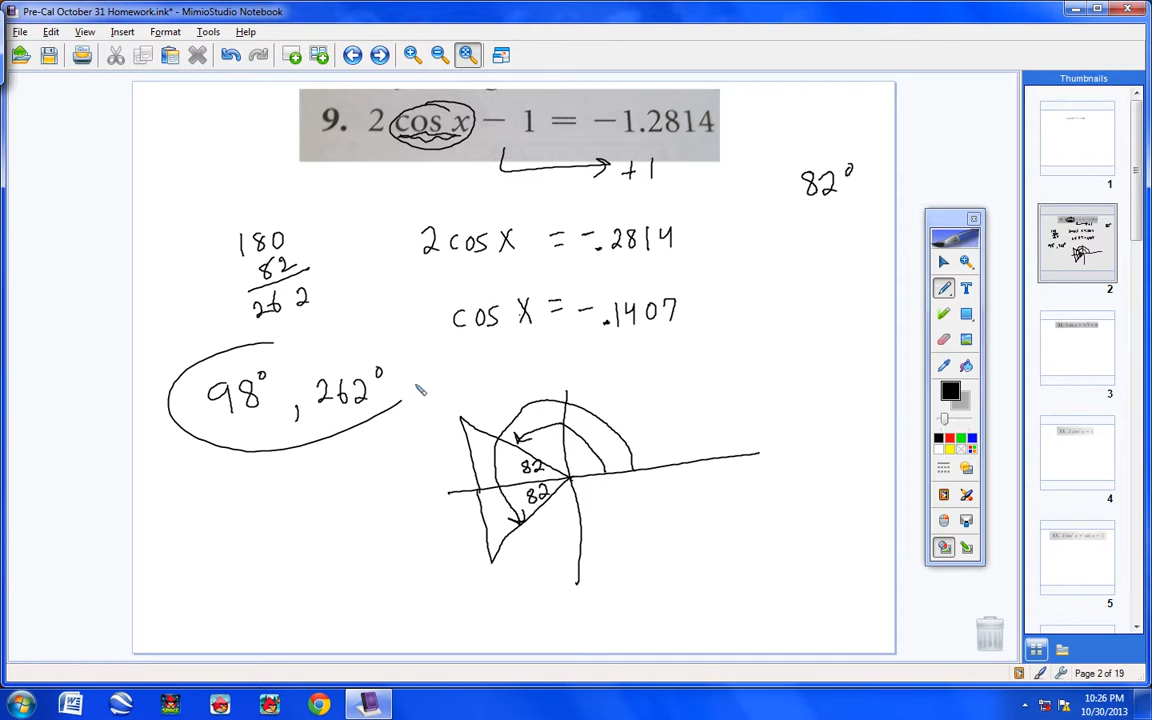 Pre-Cal October 31 Homework.ink* - MimioStudio Notebook
File Edit View Insert Format Tools Help
Thumbnails
9. 2 cos x - 1 = -1.2814
+1
82°
2 cos X = -.2814
180
82
262
cos X = -.1407
98°, 262°
82
82
1
2
3
4
5
Page 2 of 19
10:26 PM
10/30/2013